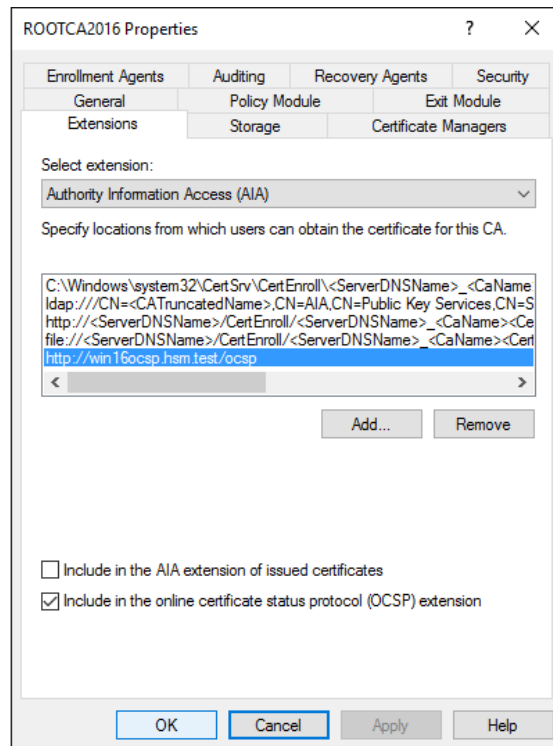 ROOTCA2016 Properties ? ×
Enrollment Agents Auditing Recovery Agents Security
General Policy Module Exit Module
Extensions Storage Certificate Managers
Select extension:
Authority Information Access (AIA)
Specify locations from which users can obtain the certificate for this CA.
C:\Windows\system32\CertSrv\CertEnroll\<ServerDNSName>_<CaName
ldap:///CN=<CATruncatedName>,CN=AIA,CN=Public Key Services,CN=S
http://<ServerDNSName>/CertEnroll/<ServerDNSName>_<CaName><Ce
file://<ServerDNSName>/CertEnroll/<ServerDNSName>_<CaName><Cert
http://win16ocsp.hsm.test/ocsp
Add... Remove
Include in the AIA extension of issued certificates
Include in the online certificate status protocol (OCSP) extension
OK Cancel Apply Help